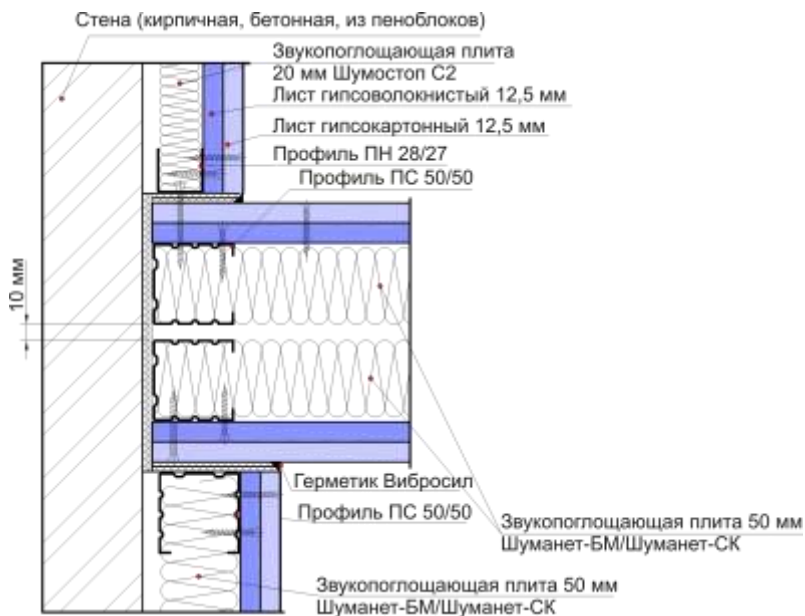 Стена (кирпичная, бетонная, из пеноблоков)
Звукопоглощающая плита
20 мм Шумостоп С2
Лист гипсоволокнистый 12,5 мм
Лист гипсокартонный 12,5 мм
Профиль ПН 28/27
Профиль ПС 50/50
10 мм
Герметик Вибросил
Профиль ПС 50/50
Звукопоглощающая плита 50 мм
Шуманет-БМ/Шуманет-СК
Звукопоглощающая плита 50 мм
Шуманет-БМ/Шуманет-СК